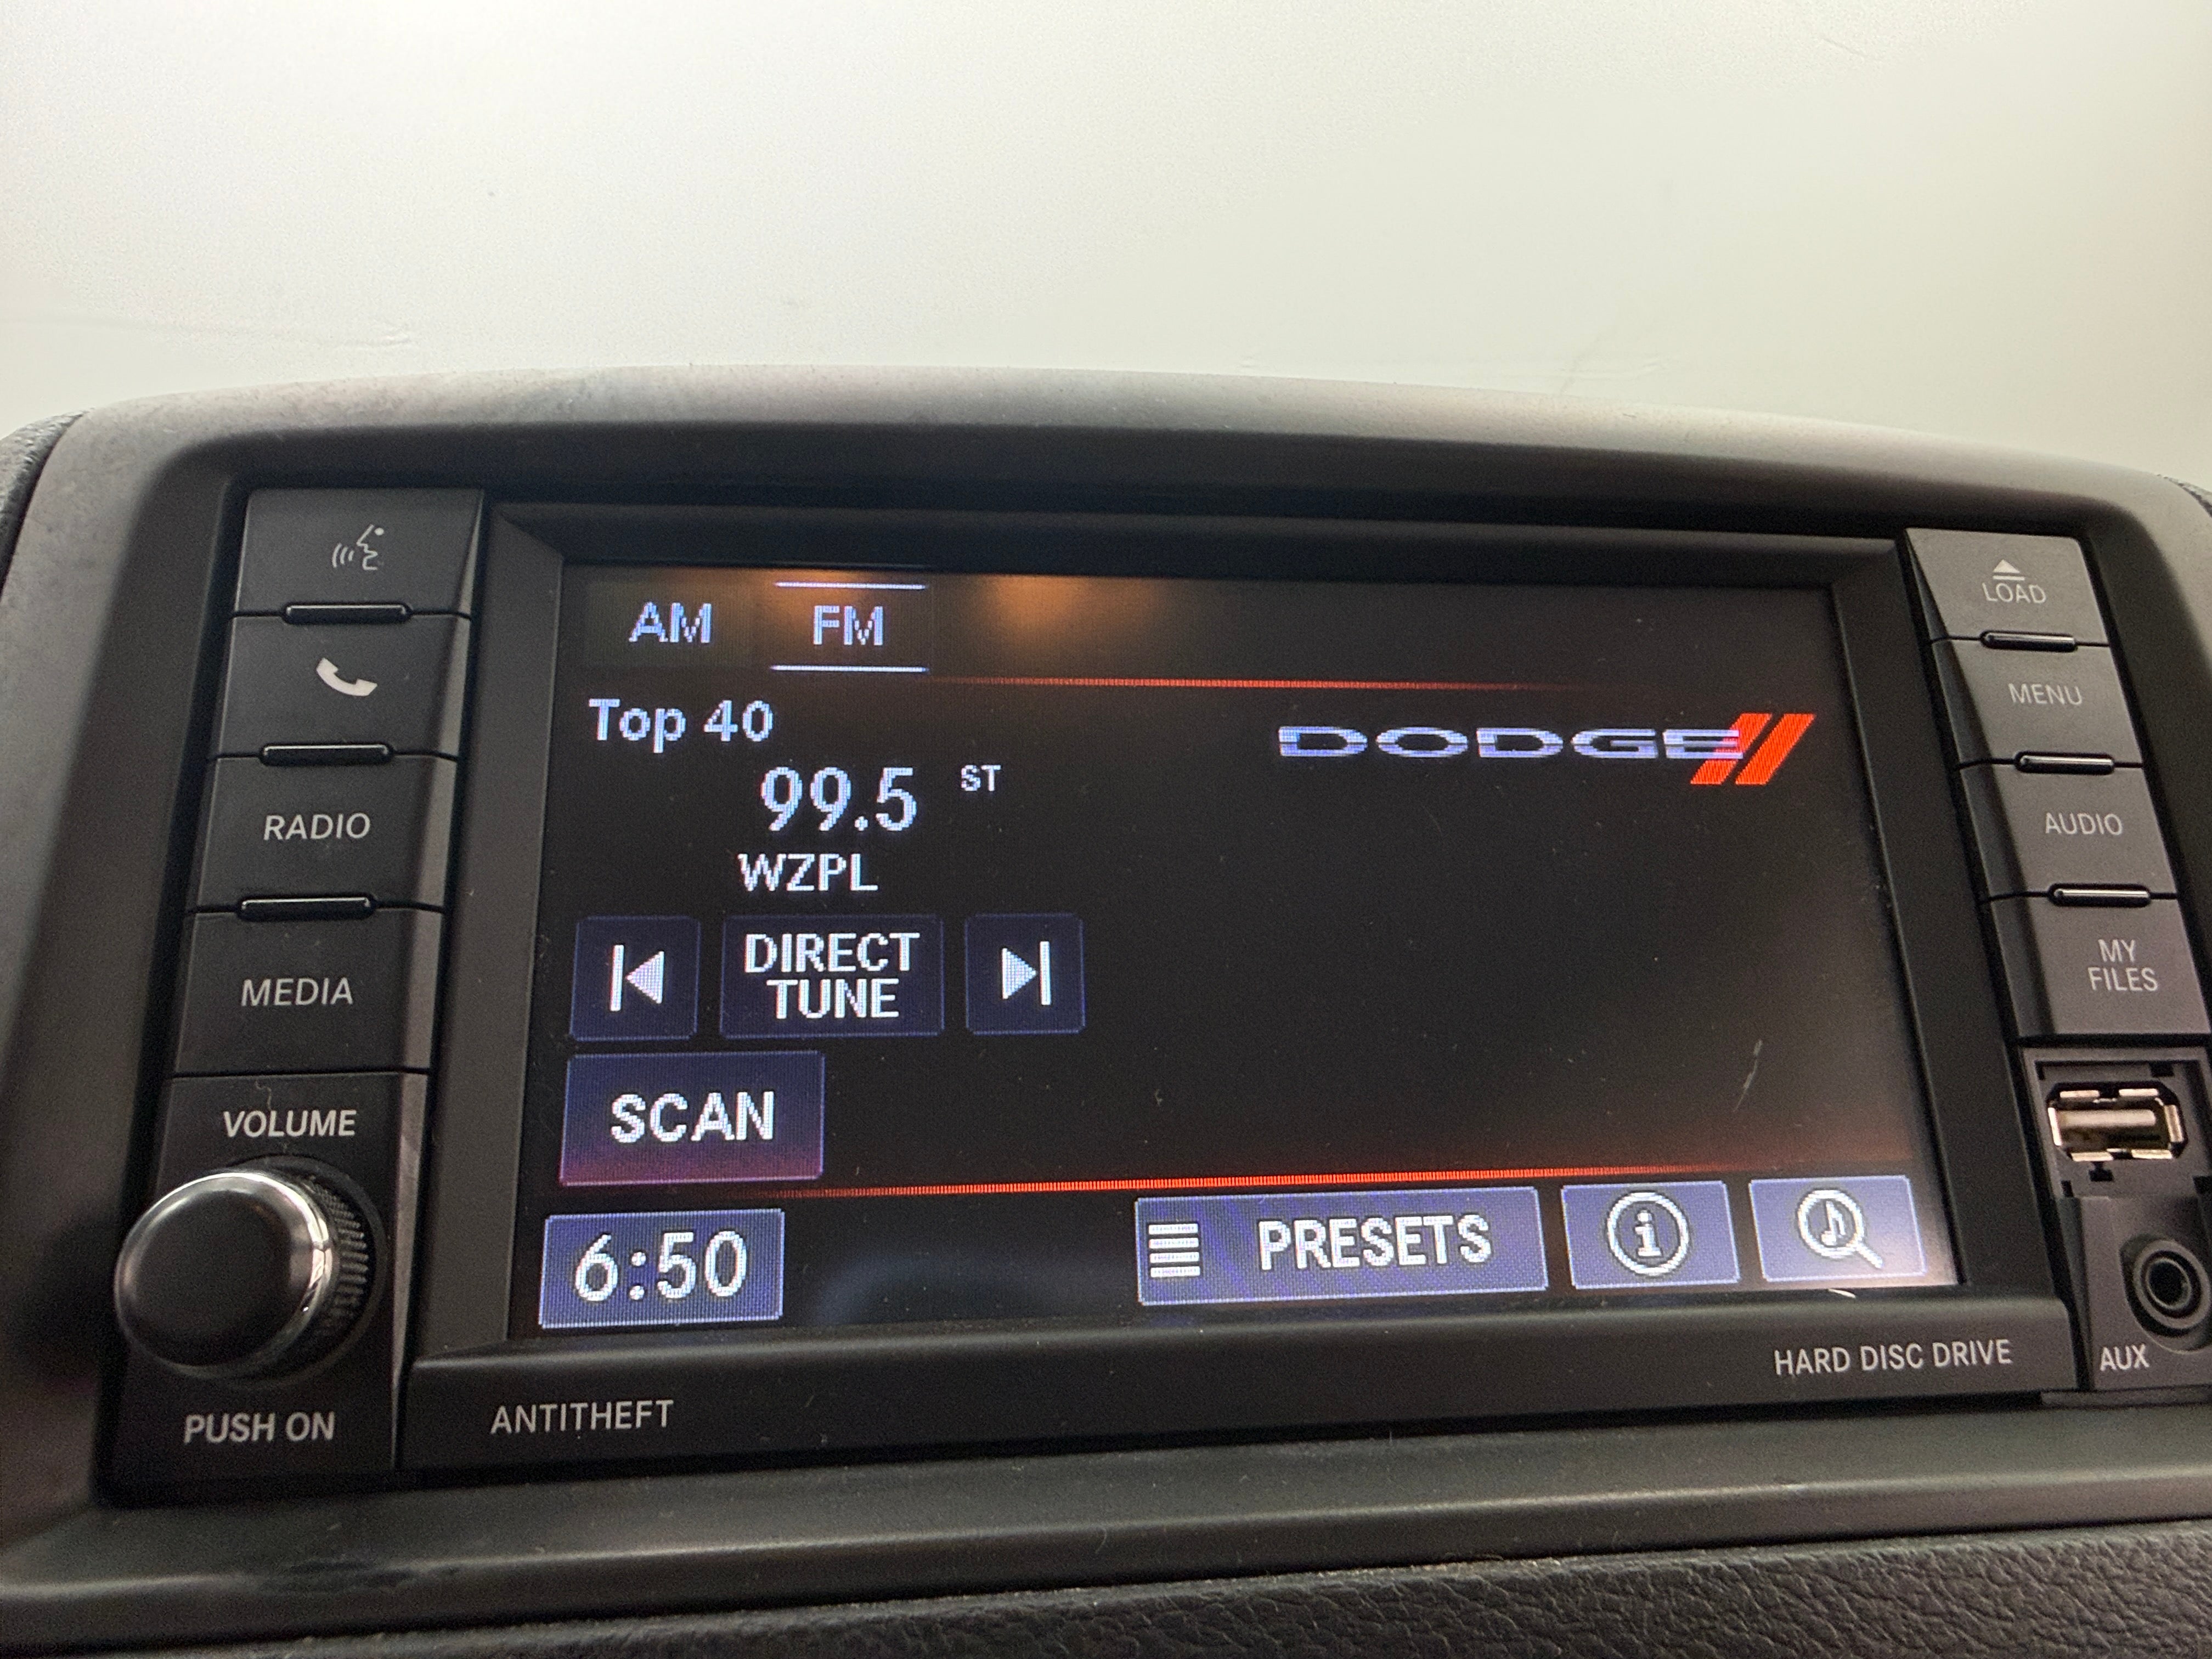 AM FM
Top 40
DODGE
99.5 ST
WZPL
DIRECT
TUNE
SCAN
6:50
PRESETS
i
RADIO
MEDIA
VOLUME
PUSH ON
ANTITHEFT
LOAD
MENU
AUDIO
MY
FILES
HARD DISC DRIVE
AUX